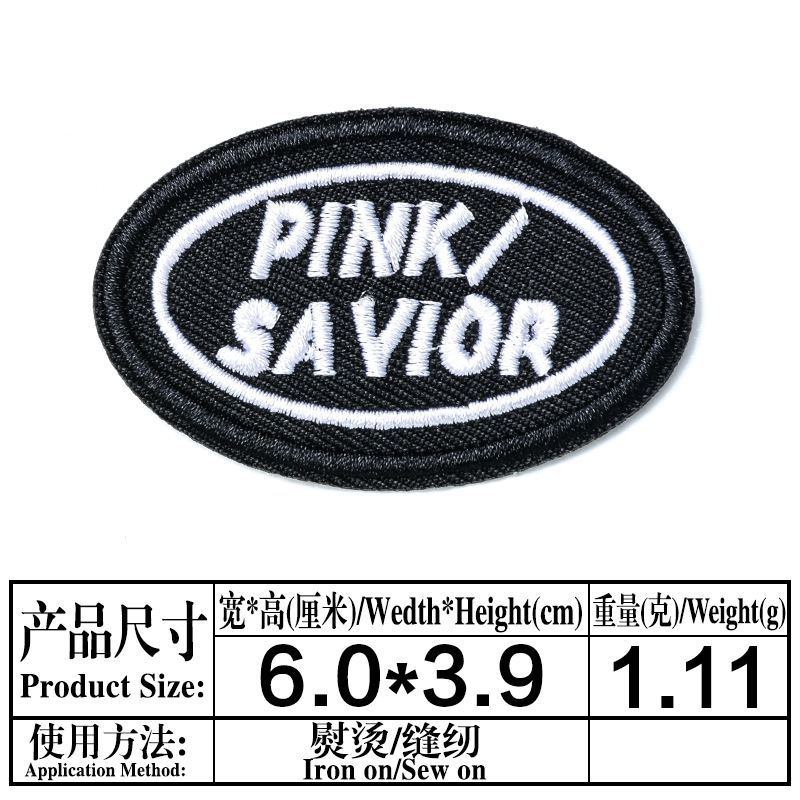 PINK/
SAVIOR
产品尺寸
Product Size:
宽*高(厘米)/Wedth*Height(cm)
6.0*3.9
重量(克)/Weight(g)
1.11
使用方法:
Application Method:
熨烫/缝纫
Iron on/Sew on